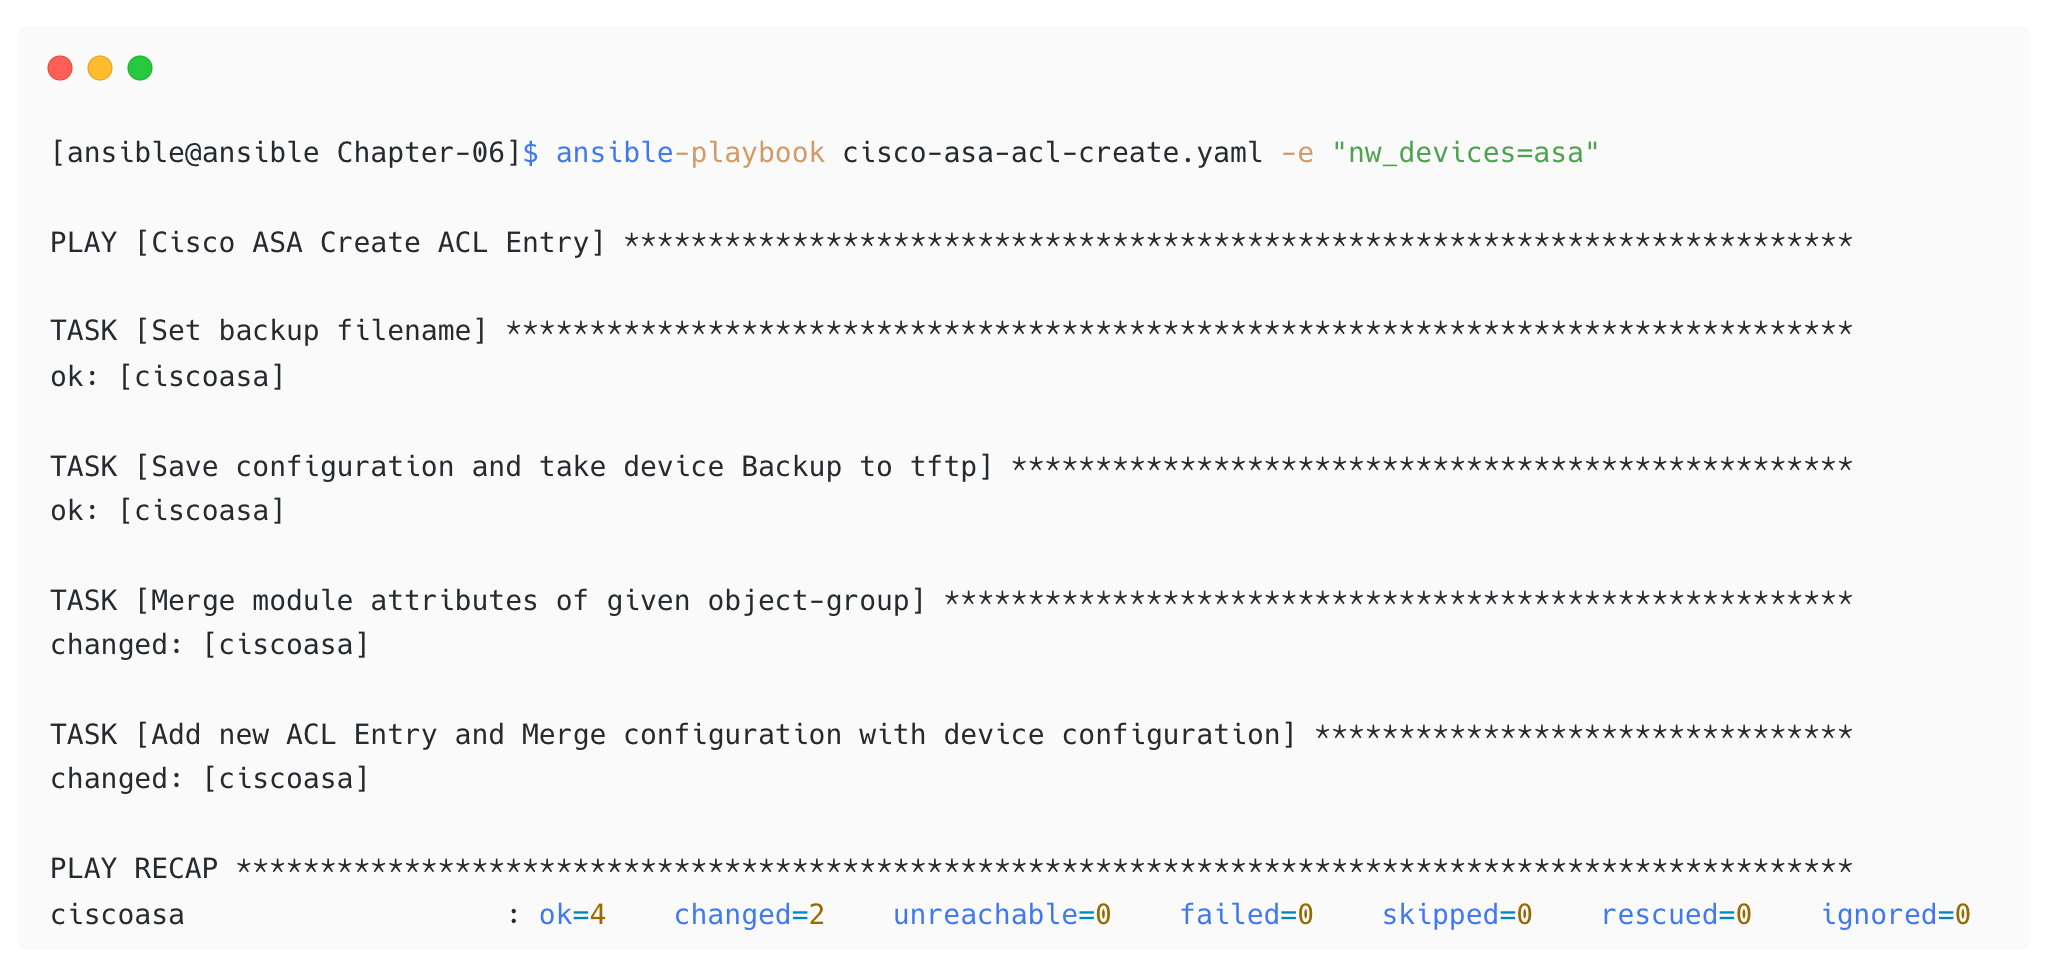 [ansible@ansible Chapter-06]$ ansible-playbook cisco-asa-acl-create.yaml -e "nw_devices=asa"
PLAY [Cisco ASA Create ACL Entry] *************************************************************************
TASK [Set backup filename] ********************************************************************************
ok: [ciscoasa]
TASK [Save configuration and take device Backup to tftp] **************************************************
ok: [ciscoasa]
TASK [Merge module attributes of given object-group] ******************************************************
changed: [ciscoasa]
TASK [Add new ACL Entry and Merge configuration with device configuration] ********************************
changed: [ciscoasa]
PLAY RECAP ************************************************************************************************
ciscoasa                   : ok=4    changed=2    unreachable=0    failed=0    skipped=0    rescued=0    ignored=0